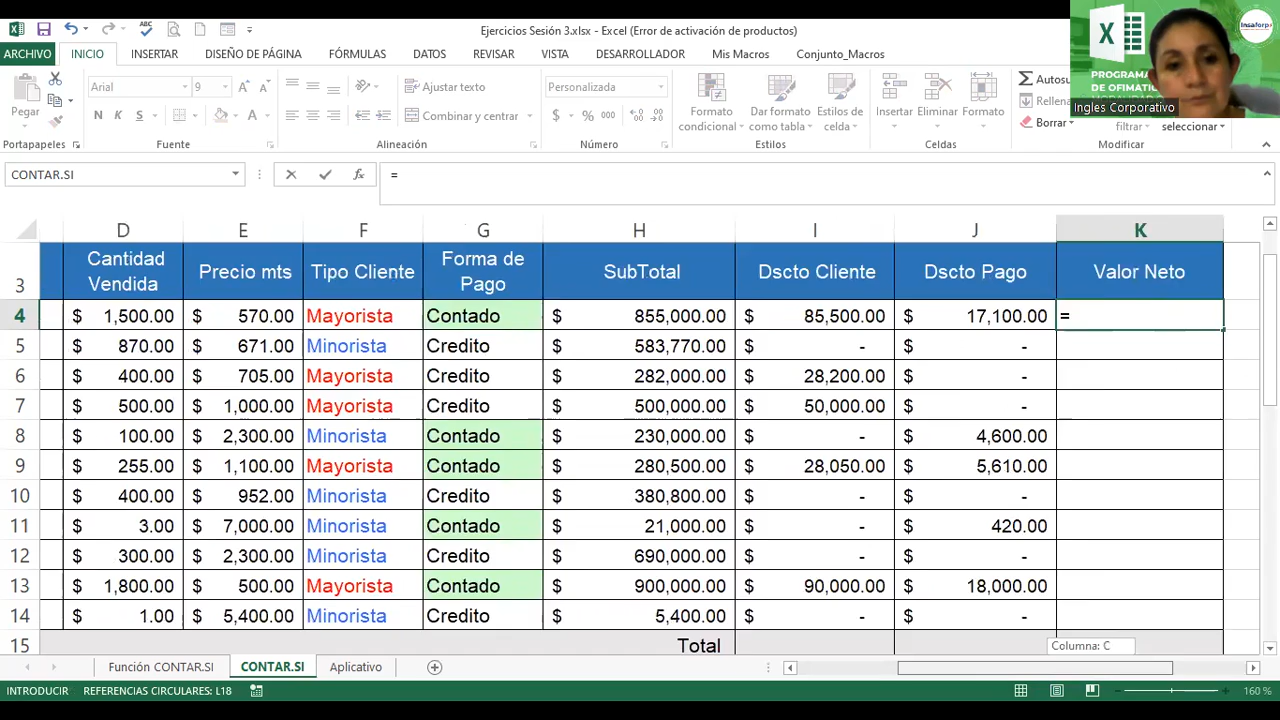 Ejercicios Sesión 3.xlsx - Excel (Error de activación de productos)
ARCHIVO INICIO INSERTAR DISEÑO DE PÁGINA FÓRMULAS DATOS REVISAR VISTA DESARROLLADOR Mis Macros Conjunto_Macros
PROGRAMA
DE OFIMÁTI
Insaforp
Ingles Corporativo
Pegar
Arial 9
N K S
Ajustar texto
Combinar y centrar
Personalizada
$ % 000
Formato condicional
Dar formato como tabla
Estilos de celda
Insertar Eliminar Formato
Autosu
Rellena
Borrar
filtrar
seleccionar
Portapapeles Fuente Alineación Número Estilos Celdas Modificar
CONTAR.SI fx =
D E F G H I J K
3 Cantidad Vendida Precio mts Tipo Cliente Forma de Pago SubTotal Dscto Cliente Dscto Pago Valor Neto
4 $ 1,500.00 $ 570.00 Mayorista Contado $ 855,000.00 $ 85,500.00 $ 17,100.00 =
5 $ 870.00 $ 671.00 Minorista Credito $ 583,770.00 $ - $ -
6 $ 400.00 $ 705.00 Mayorista Credito $ 282,000.00 $ 28,200.00 $ -
7 $ 500.00 $ 1,000.00 Mayorista Credito $ 500,000.00 $ 50,000.00 $ -
8 $ 100.00 $ 2,300.00 Minorista Contado $ 230,000.00 $ - $ 4,600.00
9 $ 255.00 $ 1,100.00 Mayorista Contado $ 280,500.00 $ 28,050.00 $ 5,610.00
10 $ 400.00 $ 952.00 Minorista Credito $ 380,800.00 $ - $ -
11 $ 3.00 $ 7,000.00 Minorista Contado $ 21,000.00 $ - $ 420.00
12 $ 300.00 $ 2,300.00 Minorista Credito $ 690,000.00 $ - $ -
13 $ 1,800.00 $ 500.00 Mayorista Contado $ 900,000.00 $ 90,000.00 $ 18,000.00
14 $ 1.00 $ 5,400.00 Minorista Credito $ 5,400.00 $ - $ -
15 Total
Columna: C
Función CONTAR.SI CONTAR.SI Aplicativo
INTRODUCIR REFERENCIAS CIRCULARES: L18 160 %